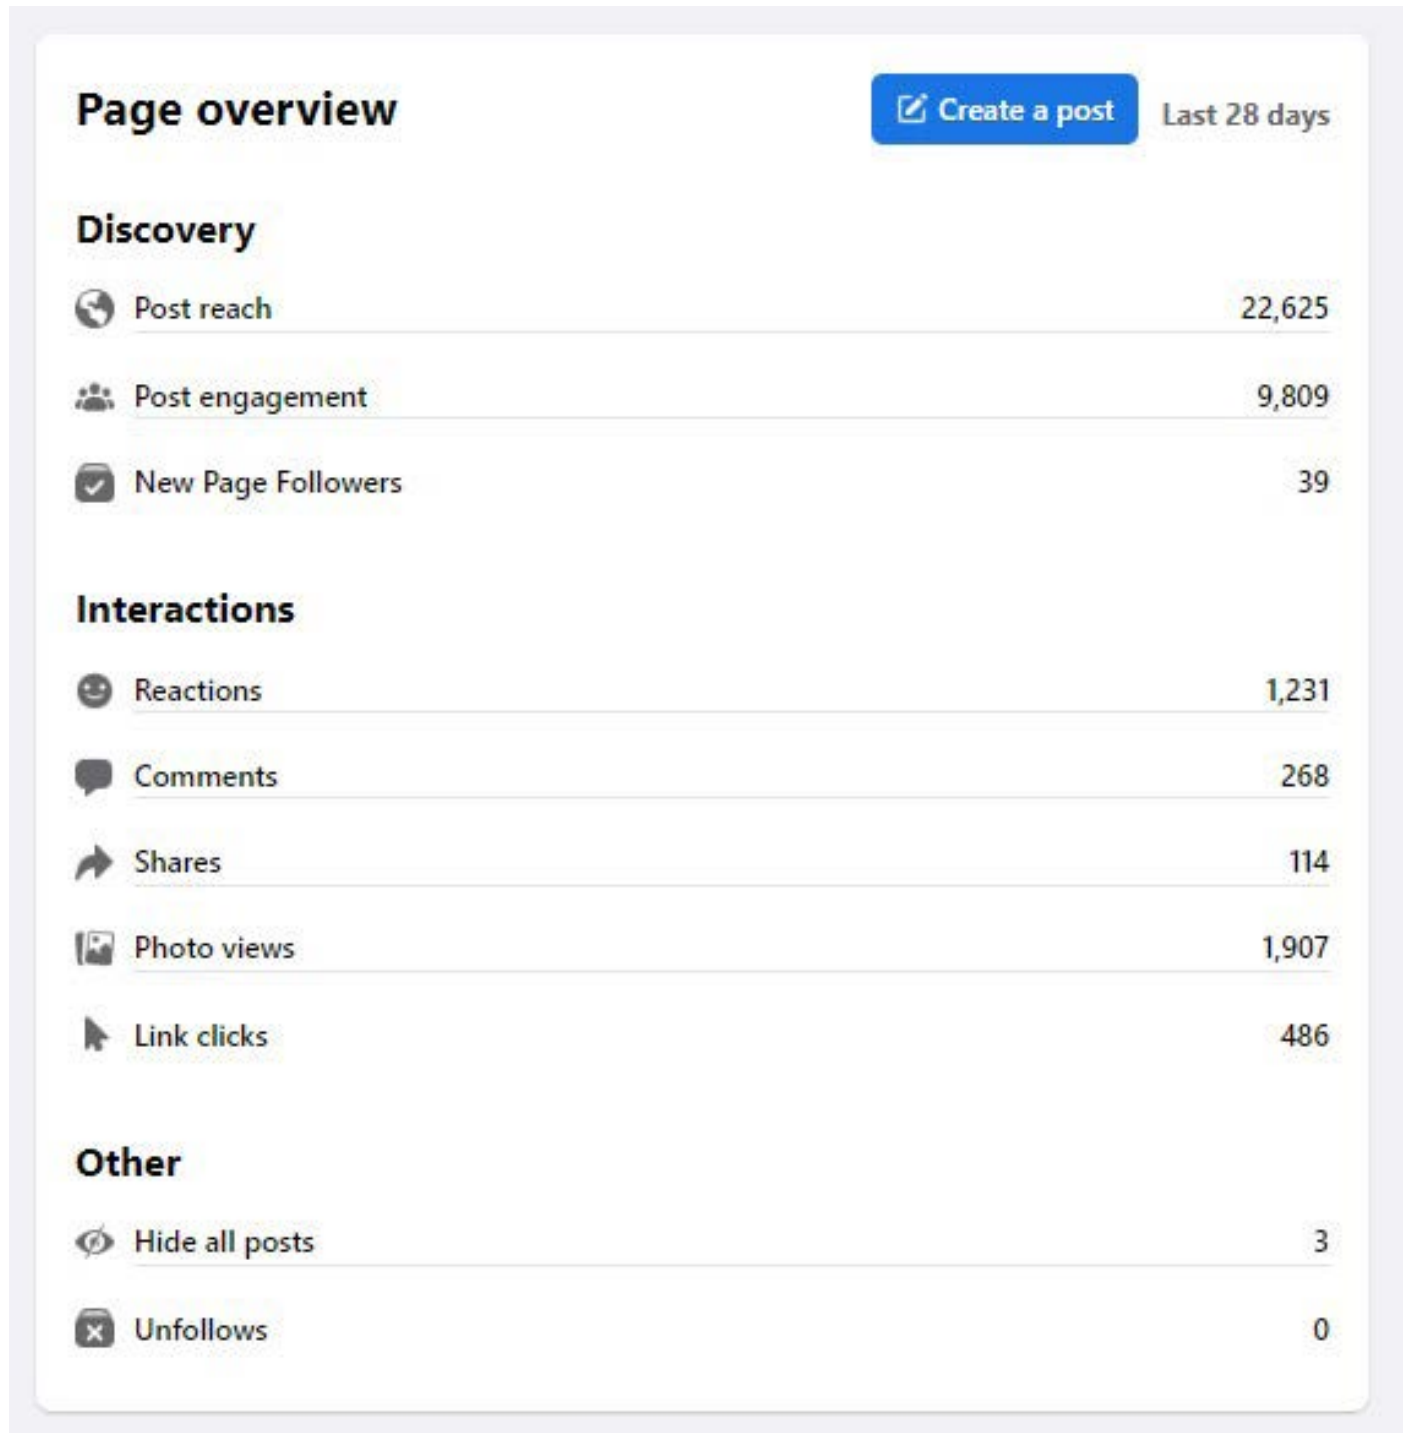 Page overview
Create a post
Last 28 days
Discovery
Post reach 22,625
Post engagement 9,809
New Page Followers 39
Interactions
Reactions 1,231
Comments 268
Shares 114
Photo views 1,907
Link clicks 486
Other
Hide all posts 3
Unfollows 0